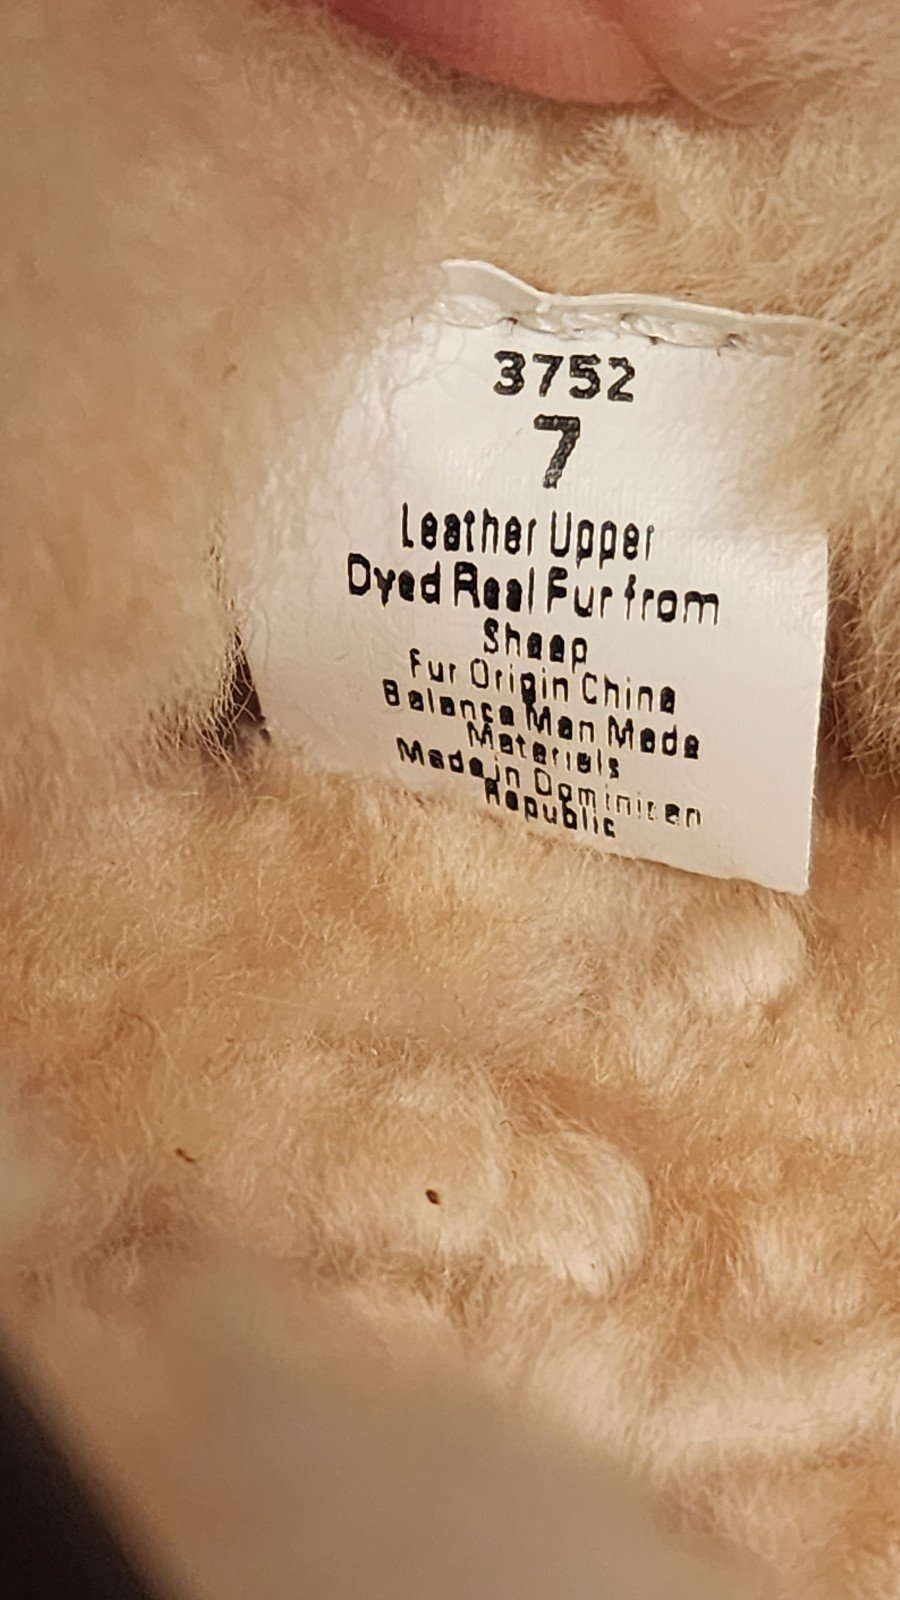 3752
7
Leather Upper
Dyed Real Fur from
Sheep
Fur Origin China
Balance Man Made
Materials
Made in Dominican
Republic